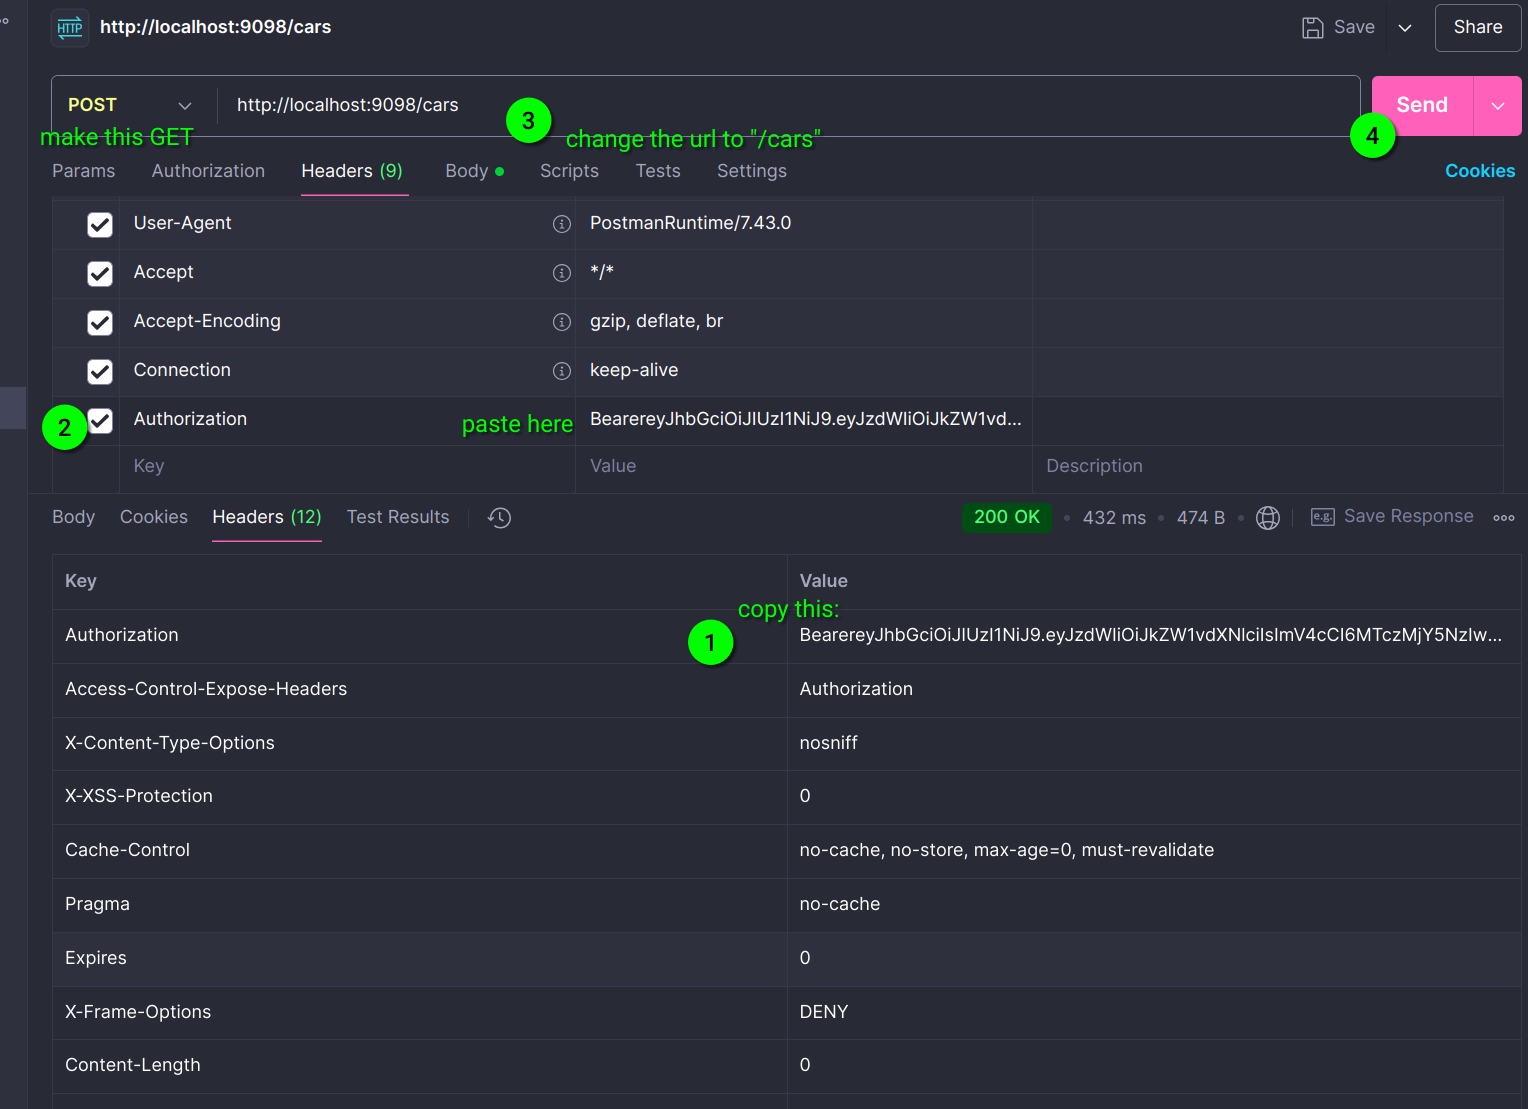 HTTP http://localhost:9098/cars Save Share
POST http://localhost:9098/cars 3 Send
make this GET change the url to "/cars" 4
Params Authorization Headers (9) Body Scripts Tests Settings Cookies
User-Agent PostmanRuntime/7.43.0
Accept */*
Accept-Encoding gzip, deflate, br
Connection keep-alive
2 Authorization paste here BearereyJhbGciOiJIUzI1NiJ9.eyJzdWIiOiJkZW1vd...
Key Value Description
Body Cookies Headers (12) Test Results 200 OK • 432 ms • 474 B • e.g. Save Response
Key Value
copy this:
Authorization 1 BearereyJhbGciOiJIUzI1NiJ9.eyJzdWIiOiJkZW1vdXNlciIsImV4cCI6MTczMjY5NzIw...
Access-Control-Expose-Headers Authorization
X-Content-Type-Options nosniff
X-XSS-Protection 0
Cache-Control no-cache, no-store, max-age=0, must-revalidate
Pragma no-cache
Expires 0
X-Frame-Options DENY
Content-Length 0